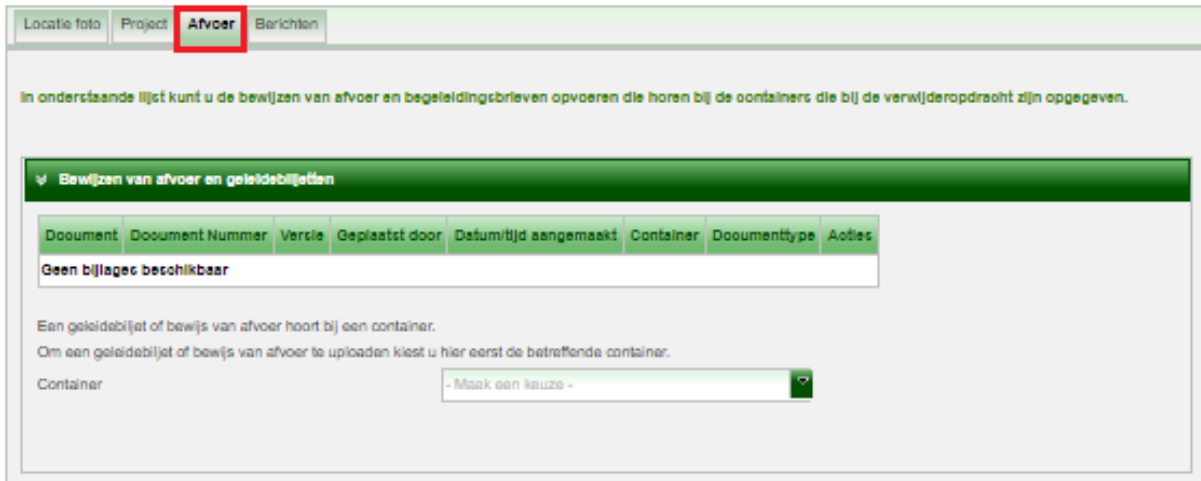 Locatie foto Project Afvoer Berichten
In onderstaande lijst kunt u de bewijzen van afvoer en begeleidingsbrieven opvoeren die horen bij de containers die bij de verwijderopdracht zijn opgegeven.
Bewijzen van afvoer en geleidebiljetten
Document Document Nummer Versie Geplaatst door Datum/tijd aangemaakt Container Documenttype Acties
Geen bijlages beschikbaar
Een geleidebiljet of bewijs van afvoer hoort bij een container.
Om een geleidebiljet of bewijs van afvoer te uploaden kiest u hier eerst de betreffende container.
Container - Maak een keuze -